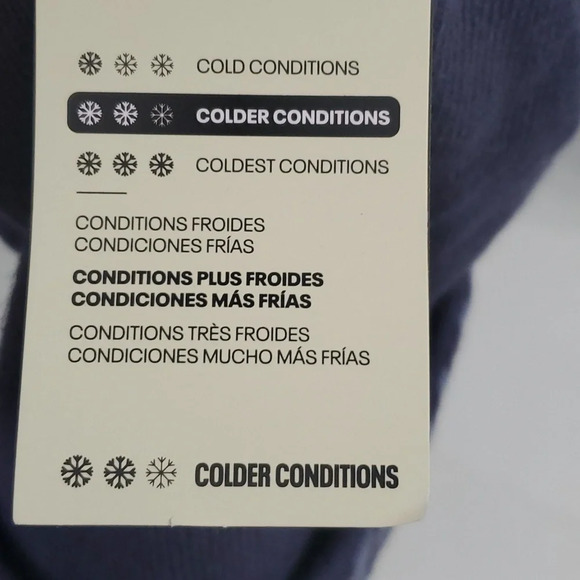 COLD CONDITIONS
COLDER CONDITIONS
COLDEST CONDITIONS
CONDITIONS FROIDES
CONDICIONES FRÍAS
CONDITIONS PLUS FROIDES
CONDICIONES MÁS FRÍAS
CONDITIONS TRÈS FROIDES
CONDICIONES MUCHO MÁS FRÍAS
COLDER CONDITIONS